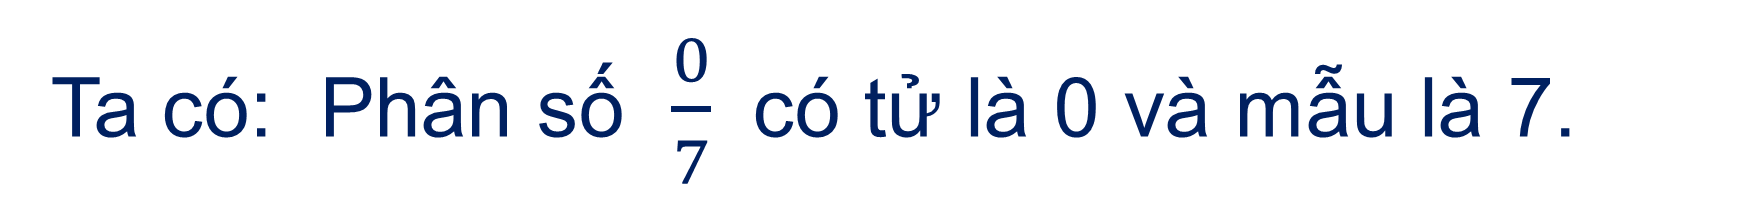 Ta có: Phân số 0/7 có tử là 0 và mẫu là 7.